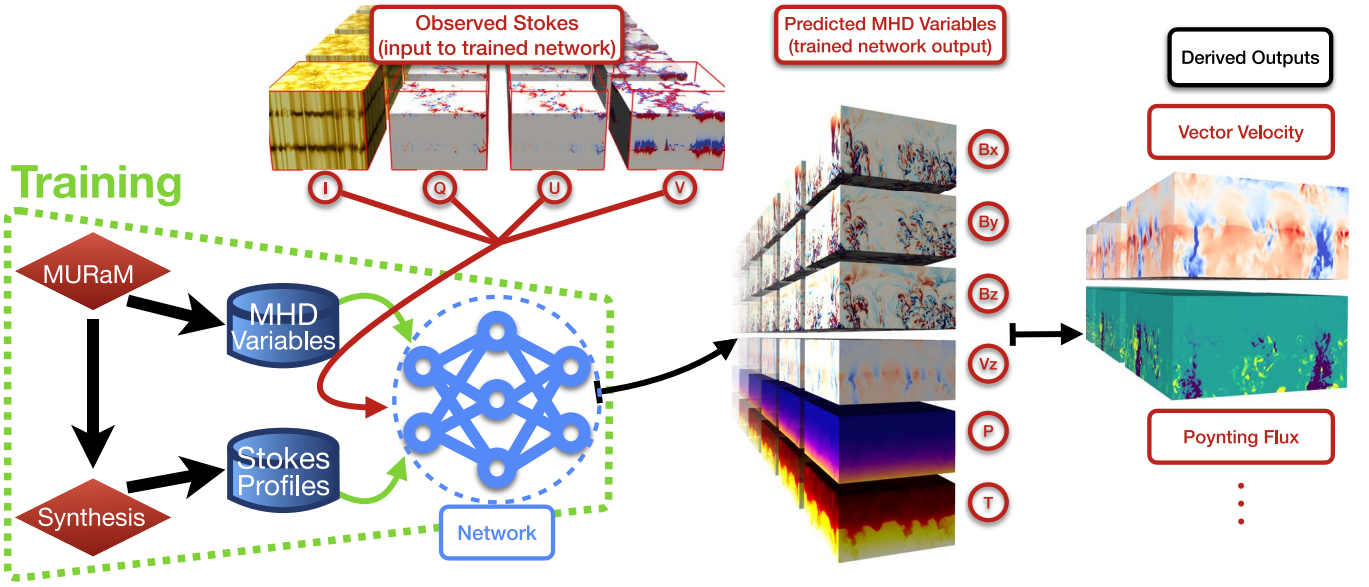 Observed Stokes
(input to trained network)
Predicted MHD Variables
(trained network output)
Derived Outputs
Vector Velocity
I
Q
U
V
Training
MURaM
MHD
Variables
Stokes
Profiles
Synthesis
Network
Bx
By
Bz
Vz
P
T
Poynting Flux